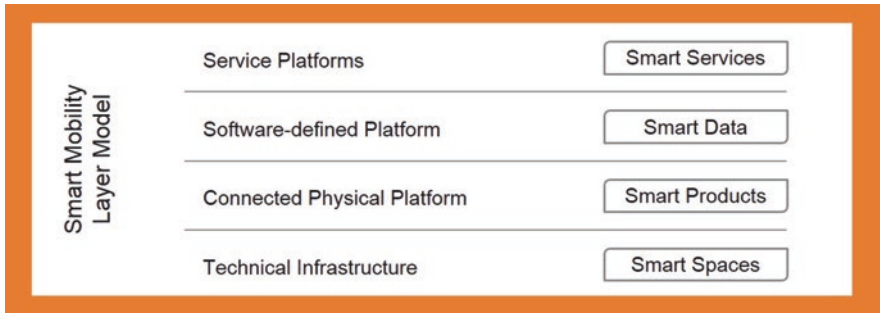 Smart Mobility
Layer Model
Service Platforms
Smart Services
Software-defined Platform
Smart Data
Connected Physical Platform
Smart Products
Technical Infrastructure
Smart Spaces